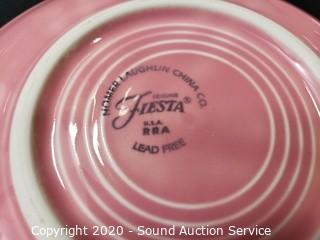 HOMER LAUGHLIN CHINA CO.
GENUINE
FIESTA®
U.S.A.
RRA
LEAD FREE
Copyright 2020 - Sound Auction Service